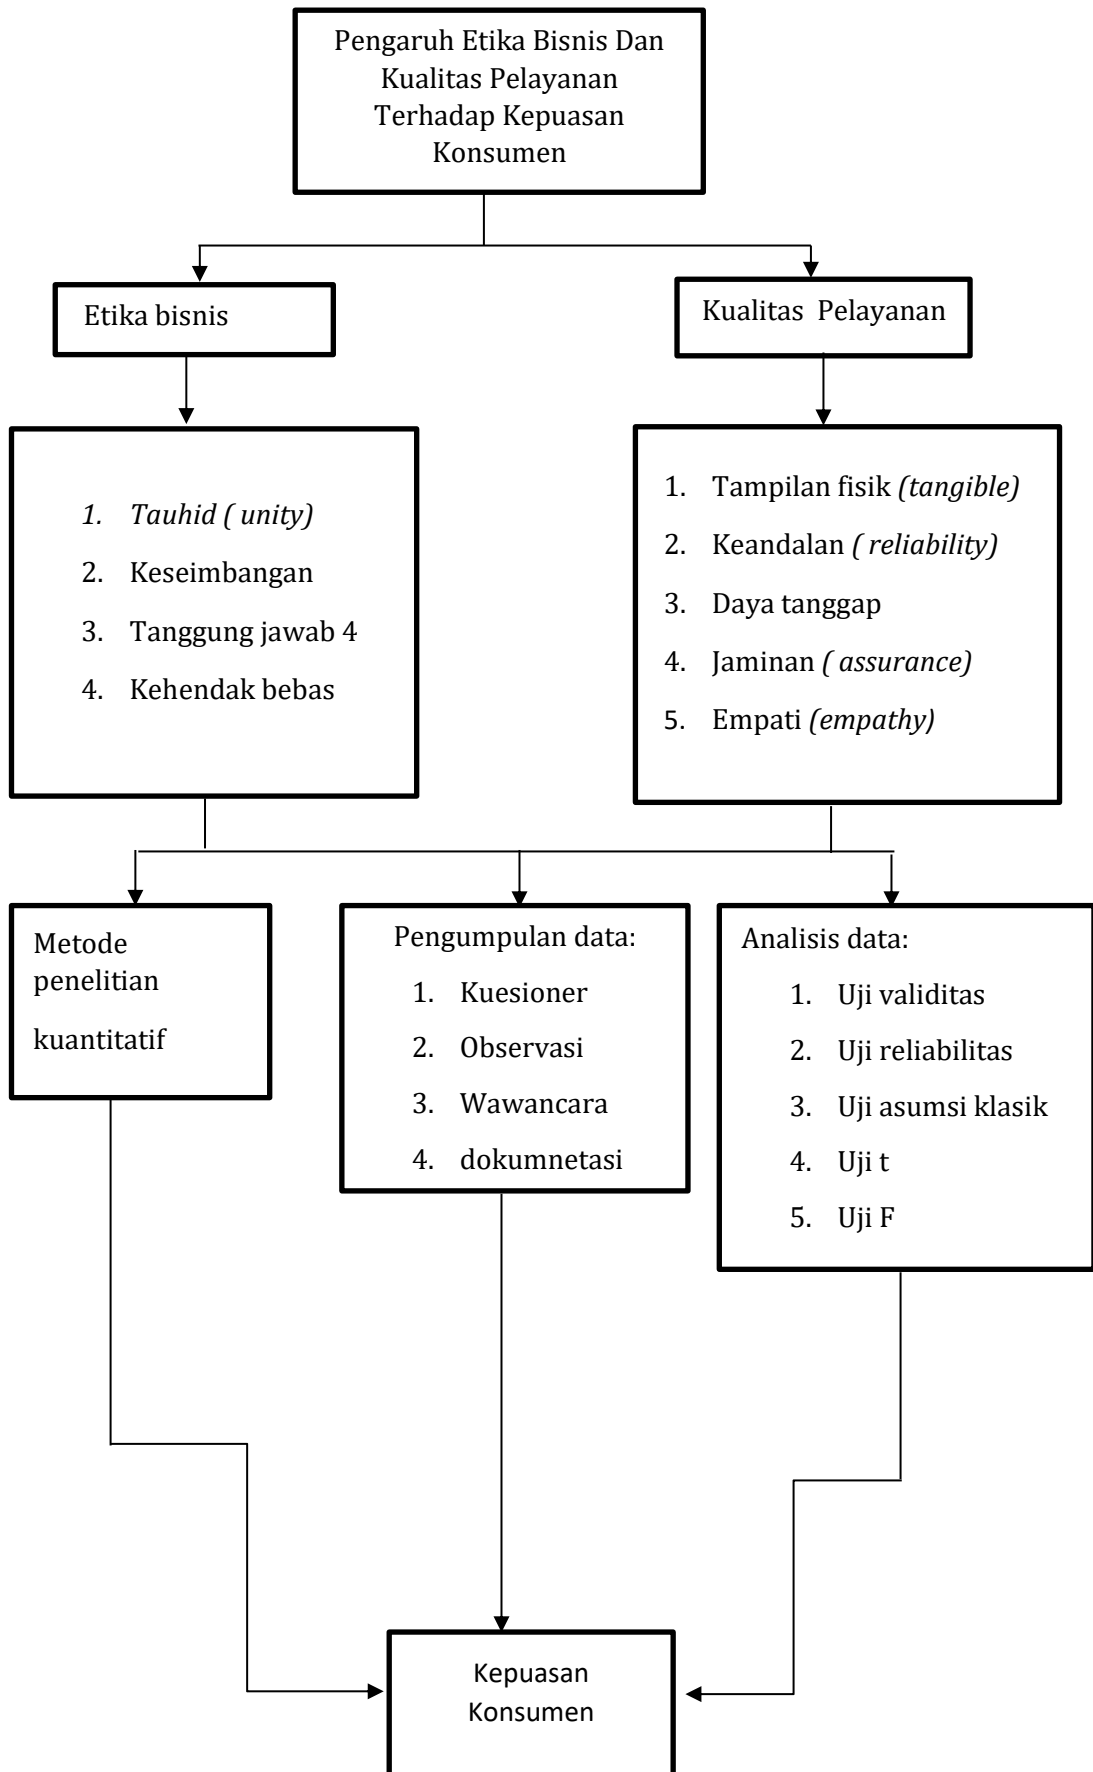 Pengaruh Etika Bisnis Dan
Kualitas Pelayanan
Terhadap Kepuasan
Konsumen
Etika bisnis
Kualitas Pelayanan
1. Tauhid ( unity)
2. Keseimbangan
3. Tanggung jawab 4
4. Kehendak bebas
1. Tampilan fisik (tangible)
2. Keandalan ( reliability)
3. Daya tanggap
4. Jaminan ( assurance)
5. Empati (empathy)
Metode
penelitian
kuantitatif
Pengumpulan data:
1. Kuesioner
2. Observasi
3. Wawancara
4. dokumnetasi
Analisis data:
1. Uji validitas
2. Uji reliabilitas
3. Uji asumsi klasik
4. Uji t
5. Uji F
Kepuasan
Konsumen